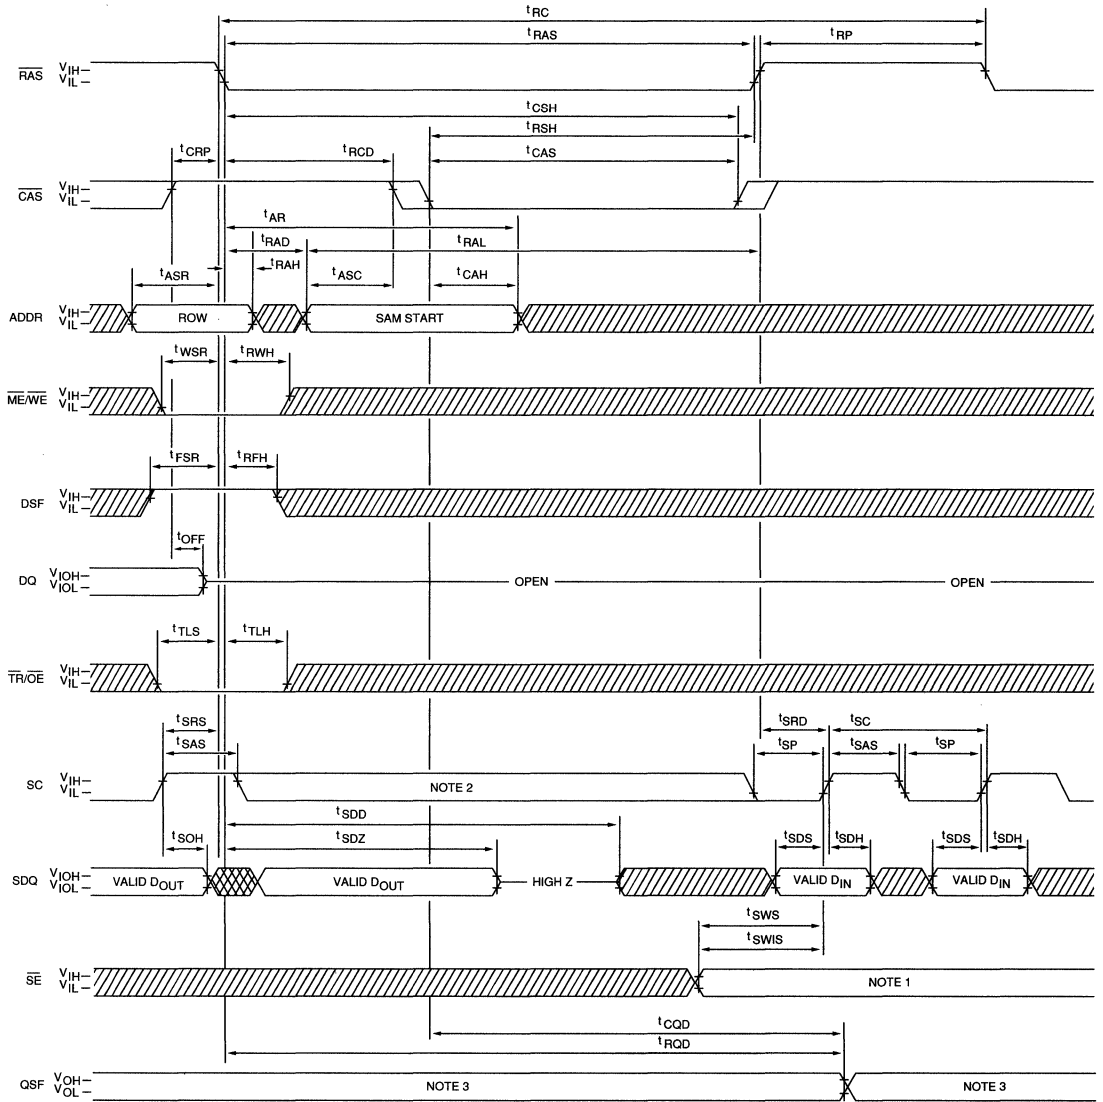 tRC
tRAS
tRP
RAS VIH VIL
tCSH
tRSH
tCRP
tRCD
tCAS
CAS VIH VIL
tAR
tRAD
tRAL
tRAH
tASR
tASC
tCAH
ADDR VIH VIL ROW SAM START
tWSR
tRWH
ME/WE VIH VIL
tFSR
tRFH
DSF VIH VIL
tOFF
DQ VIOH VIOL OPEN OPEN
tTLS
tTLH
TR/OE VIH VIL
tSRS
tSRD
tSC
tSAS
tSP
tSAS
tSP
SC VIH VIL NOTE 2
tSDD
tSOH
tSDZ
tSDS
tSDH
tSDS
tSDH
SDQ VIOH VIOL VALID DOUT VALID DOUT HIGH Z VALID DIN VALID DIN
tSWS
tSWIS
SE VIH VIL NOTE 1
tCQD
tRQD
QSF VOH VOL NOTE 3 NOTE 3